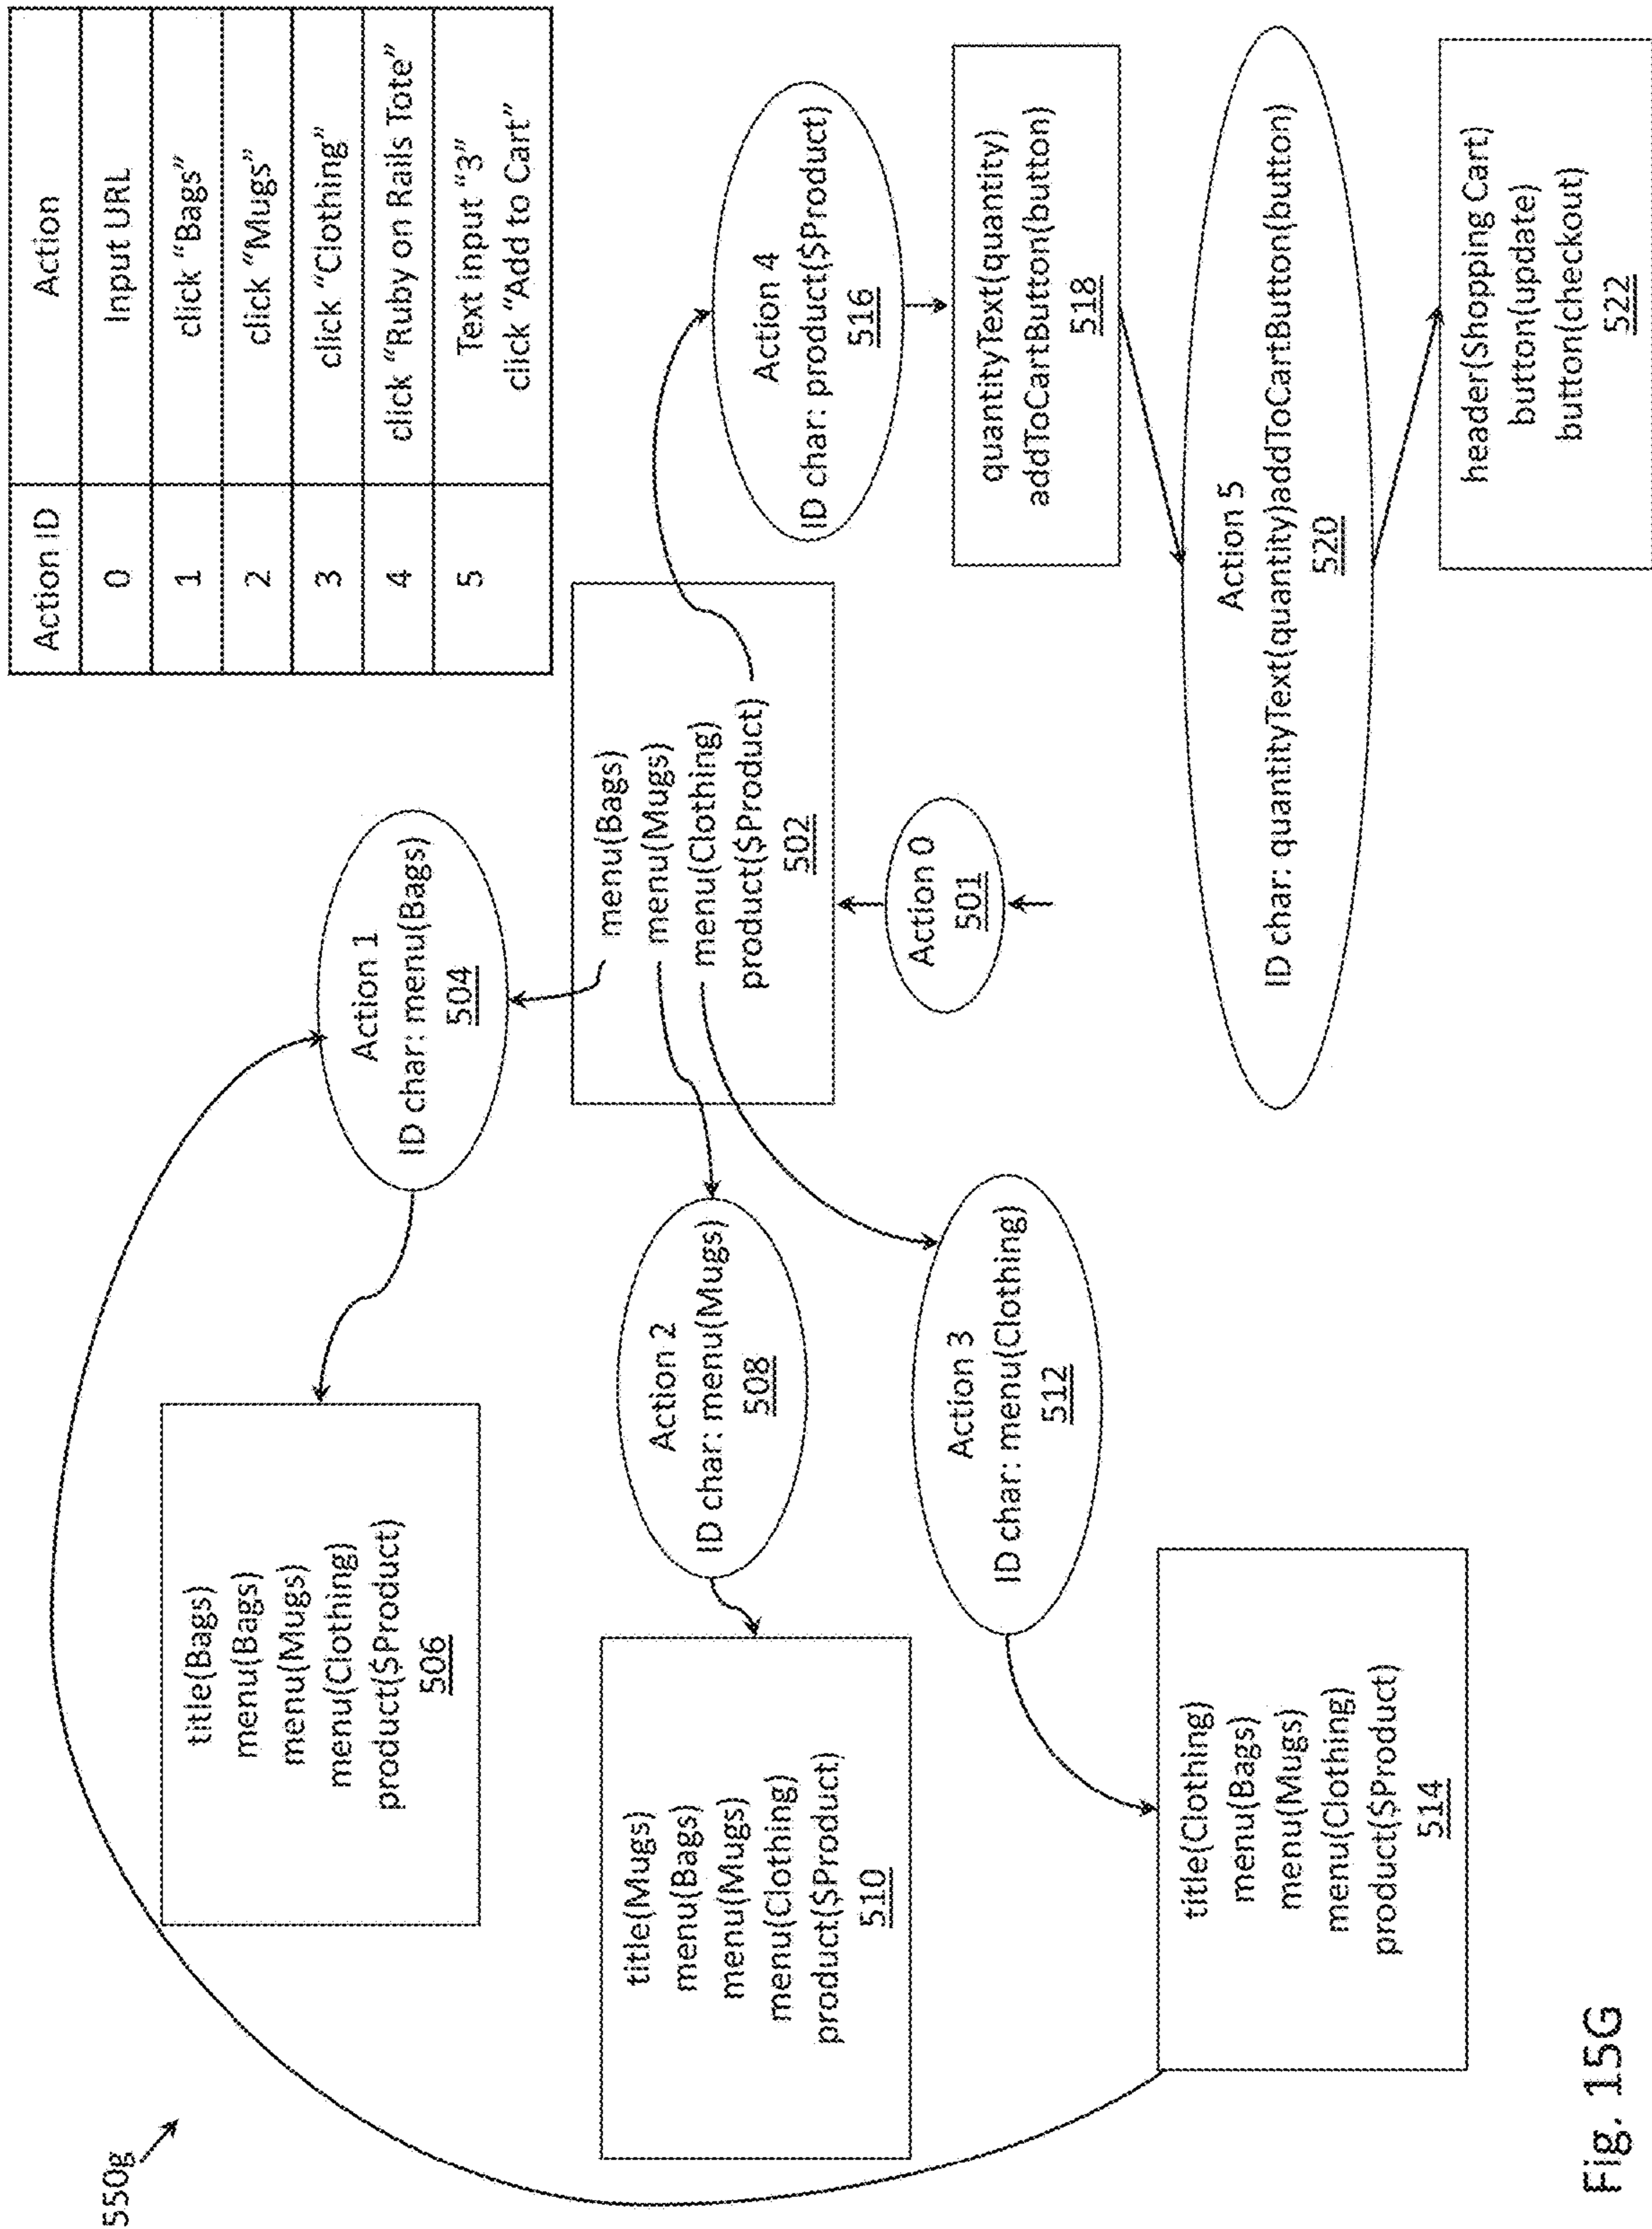 550g
Action ID Action
0 Input URL
1 click “Bags”
2 click “Mugs”
3 click “Clothing”
4 click “Ruby on Rails Tote”
5 Text input “3”
click “Add to Cart”
title(Bags)
menu(Bags)
menu(Mugs)
menu(Clothing)
product($Product)
506
Action 1
ID char: menu(Bags)
504
title(Mugs)
menu(Bags)
menu(Mugs)
menu(Clothing)
product($Product)
510
Action 2
ID char: menu(Mugs)
508
menu(Bags)
menu(Mugs)
menu(Clothing)
product($Product)
502
Action 0
501
Action 4
ID char: product($Product)
516
Action 3
ID char: menu(Clothing)
512
quantityText(quantity)
addToCartButton(button)
518
title(Clothing)
menu(Bags)
menu(Mugs)
menu(Clothing)
product($Product)
514
Action 5
ID char: quantityText(quantity)addToCartButton(button)
520
header(Shopping Cart)
button(update)
button(checkout)
522
Fig. 15G